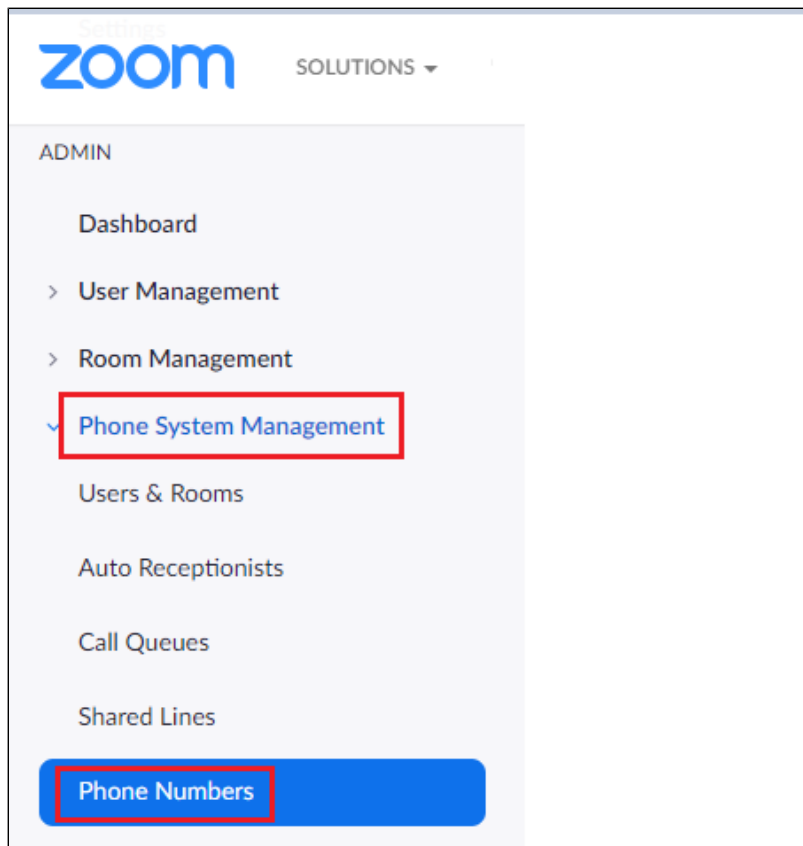 Settings
zoom
SOLUTIONS
ADMIN
Dashboard
User Management
Room Management
Phone System Management
Users & Rooms
Auto Receptionists
Call Queues
Shared Lines
Phone Numbers